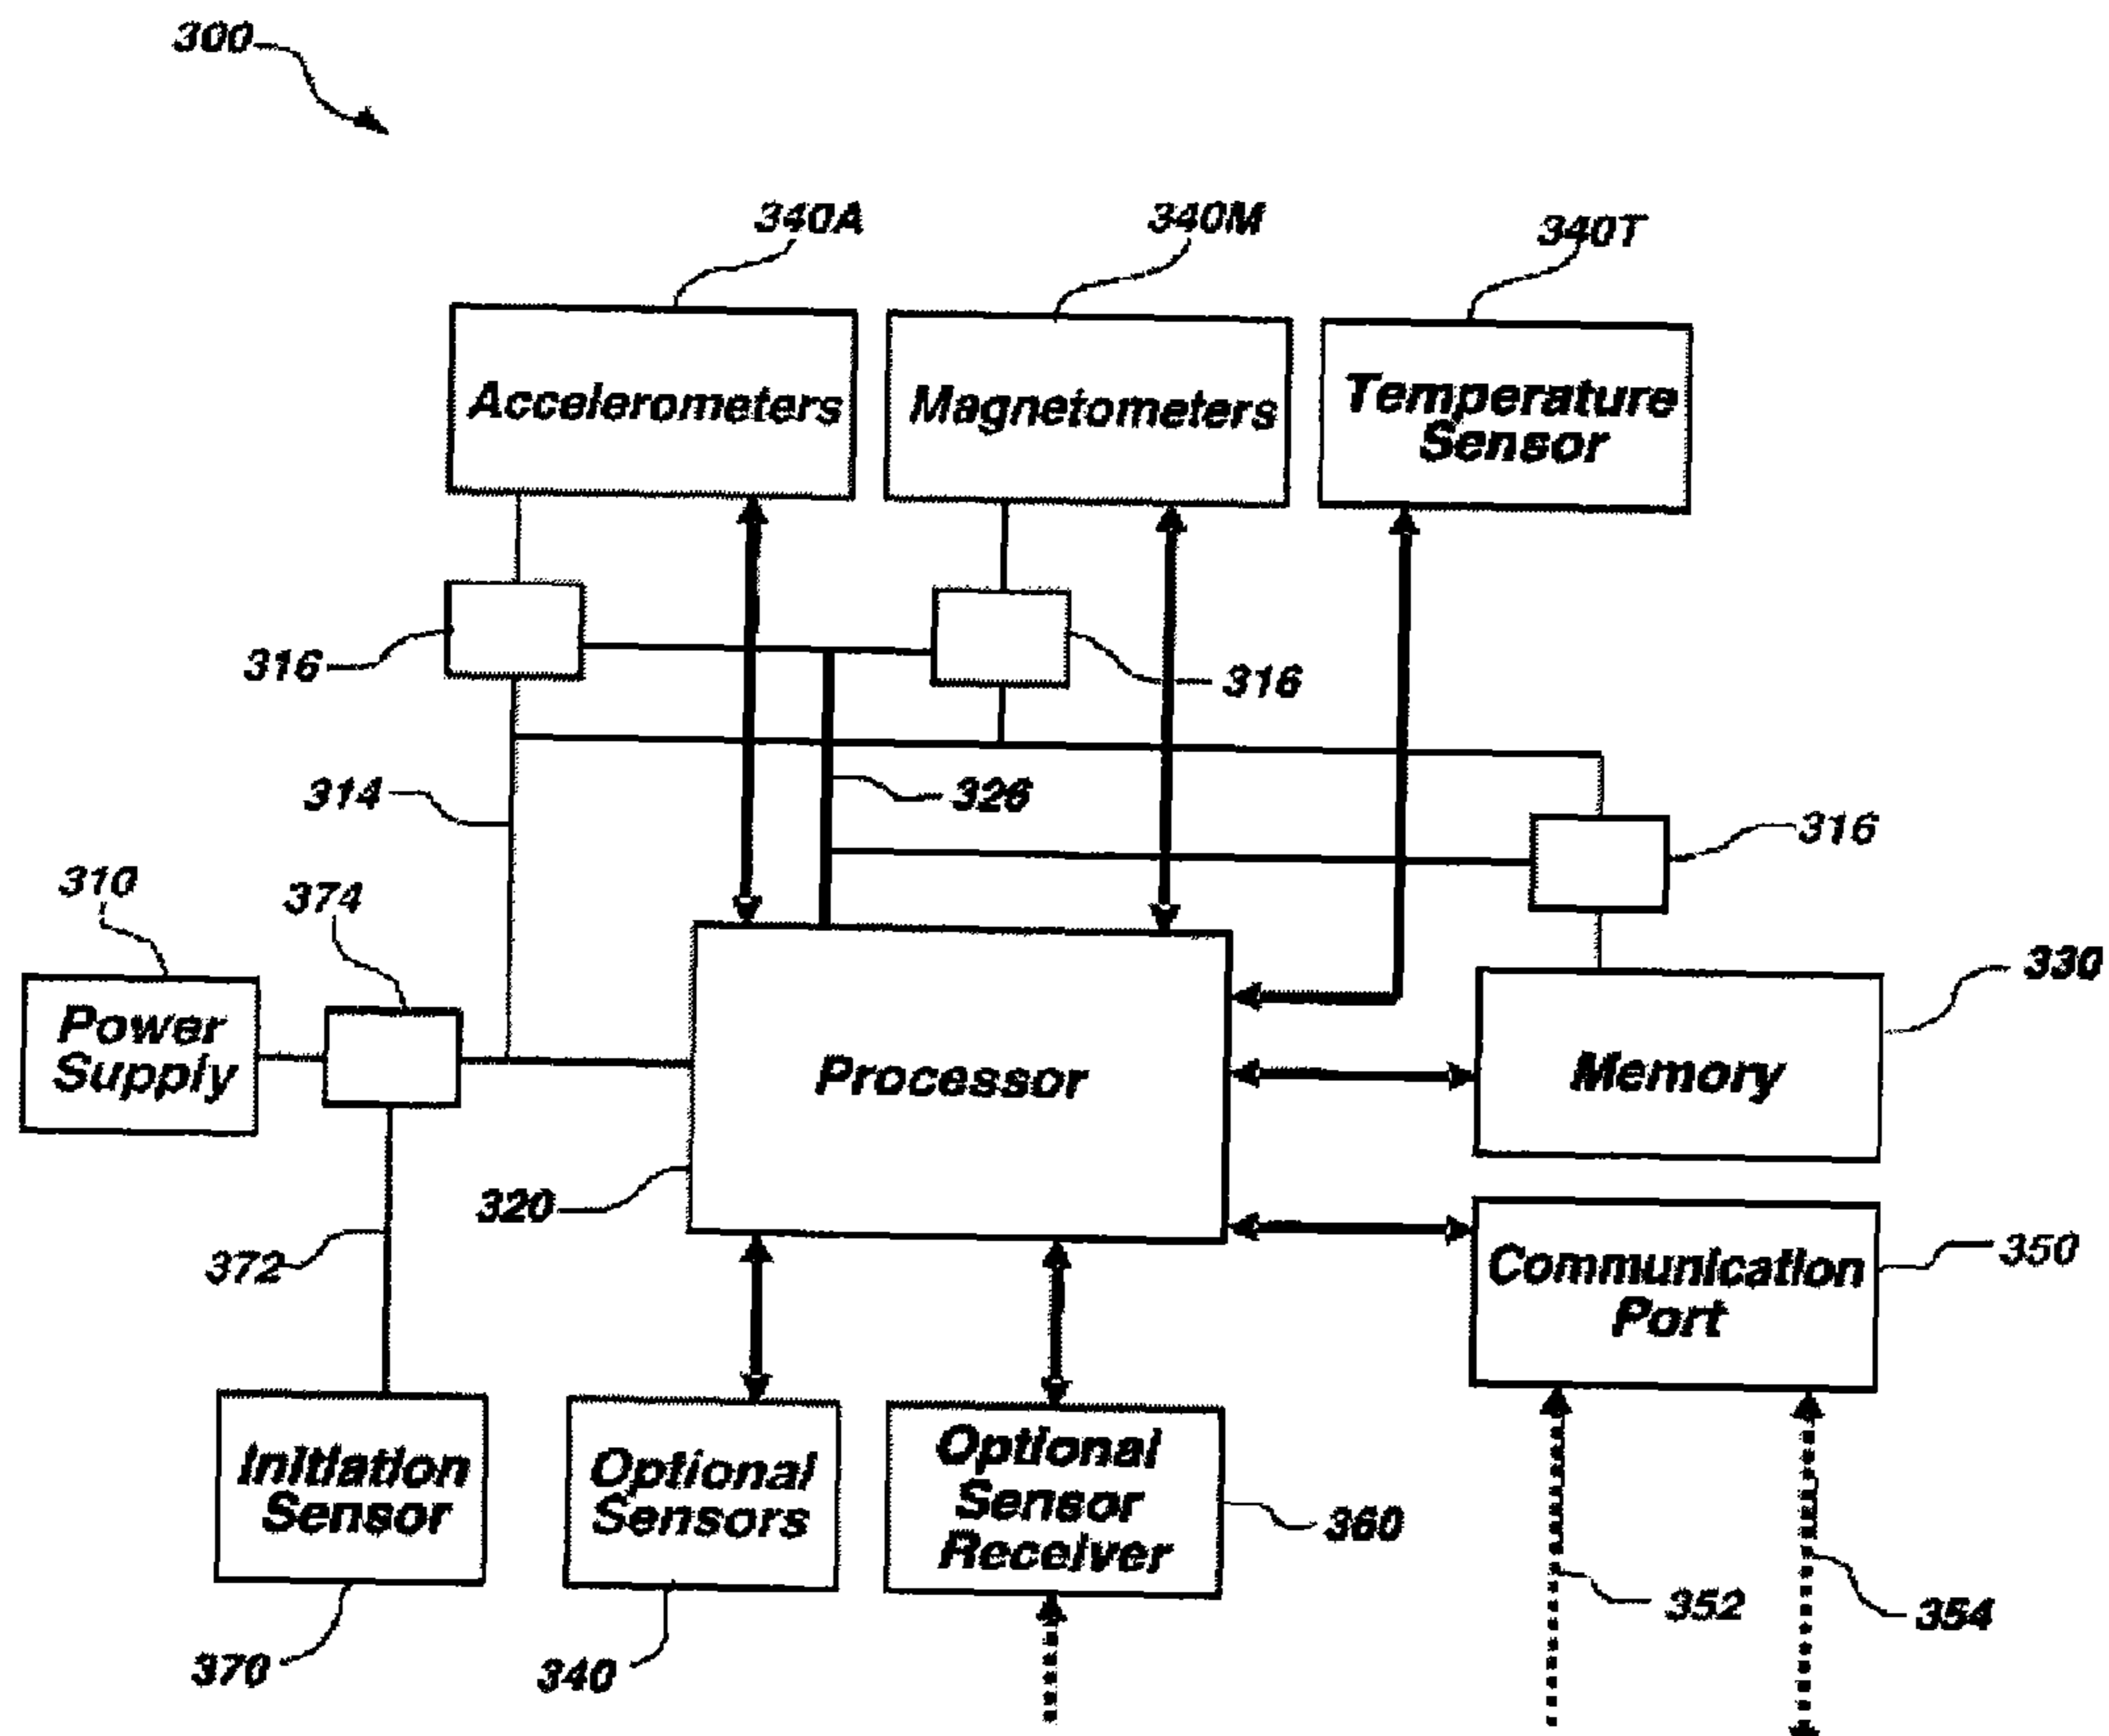 300
340A
340M
340T
Accelerometers
Magnetometers
Temperature
Sensor
316
316
314
326
316
310
374
330
Power
Supply
Processor
Memory
320
372
Communication
Port
350
Initiation
Sensor
Optional
Sensors
Optional
Sensor
Receiver
360
352
354
370
340